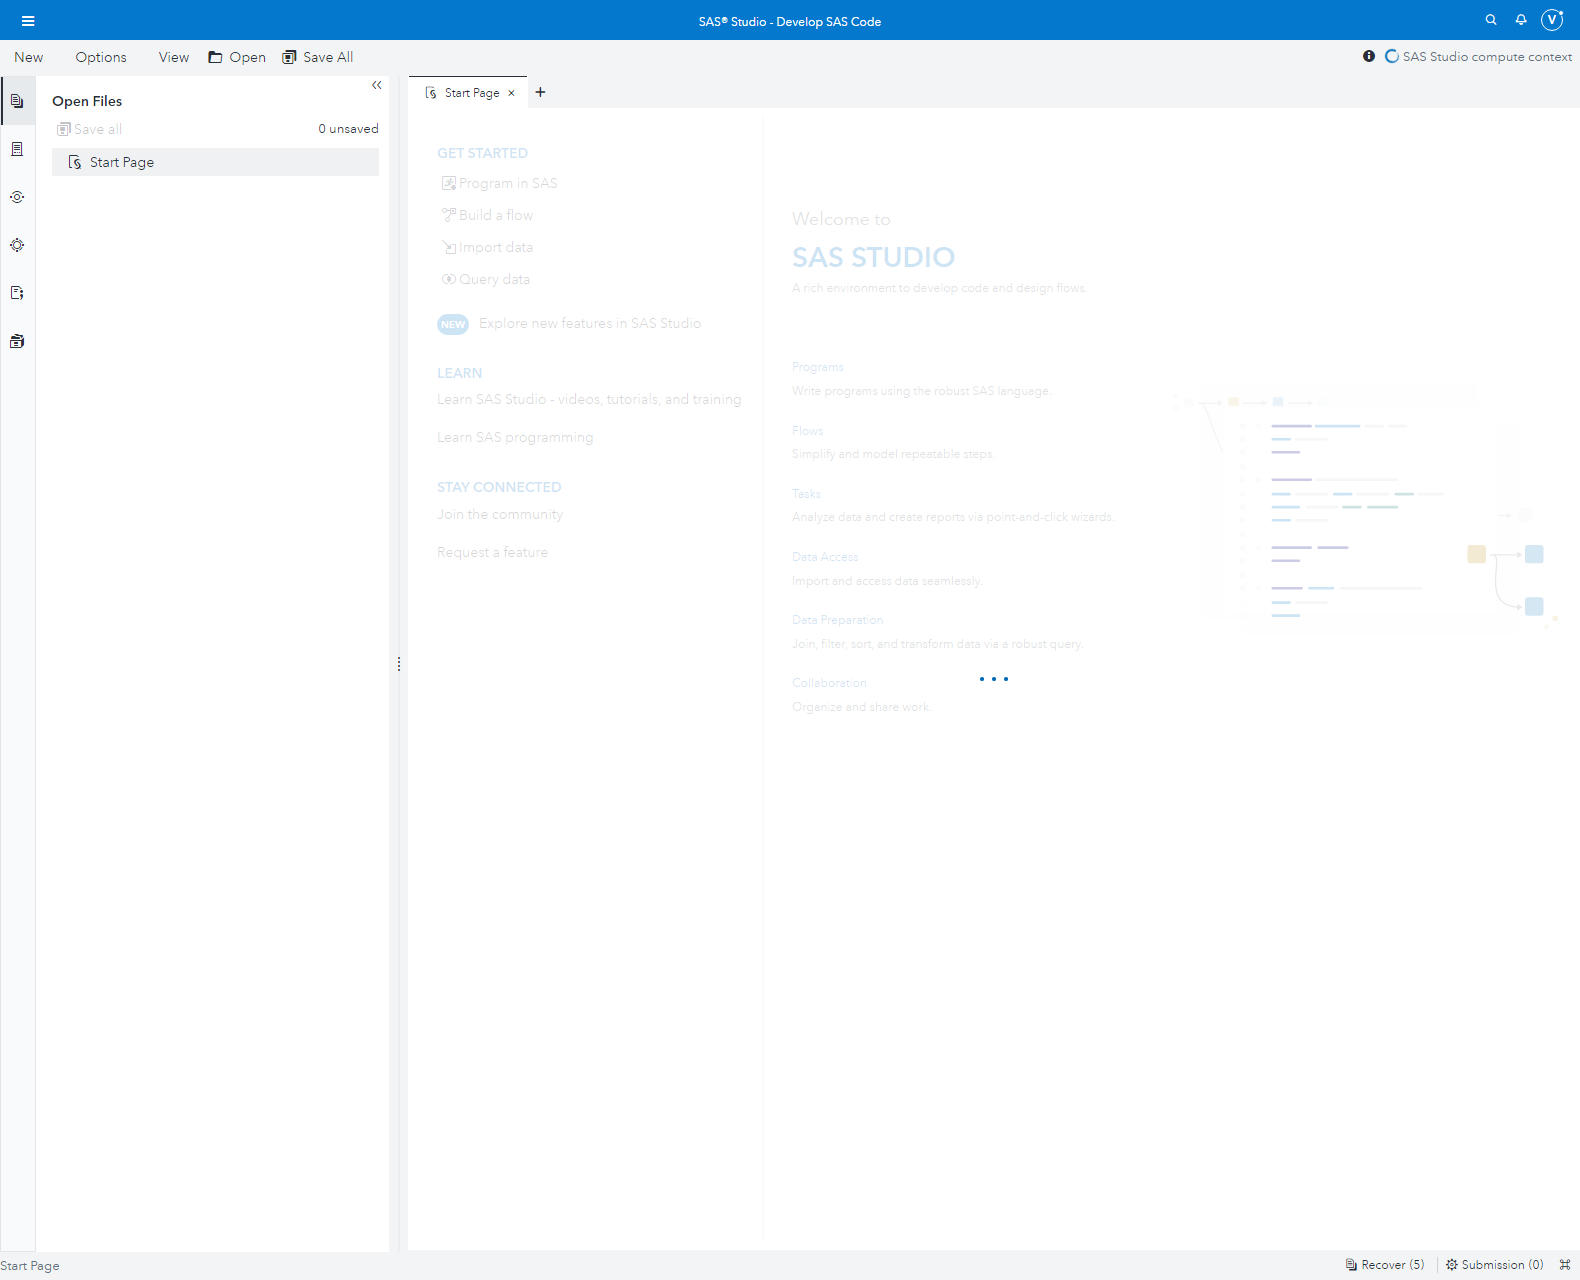 SAS® Studio - Develop SAS Code
V
New Options View Open Save All
SAS Studio compute context
Open Files
Save all 0 unsaved
Start Page
Start Page
GET STARTED
Program in SAS
Build a flow
Import data
Query data
NEW Explore new features in SAS Studio
LEARN
Learn SAS Studio - videos, tutorials, and training
Learn SAS programming
STAY CONNECTED
Join the community
Request a feature
Welcome to
SAS STUDIO
A rich environment to develop code and design flows.
Programs
Write programs using the robust SAS language.
Flows
Simplify and model repeatable steps.
Tasks
Analyze data and create reports via point-and-click wizards.
Data Access
Import and access data seamlessly.
Data Preparation
Join, filter, sort, and transform data via a robust query.
Collaboration
Organize and share work.
Start Page
Recover (5) Submission (0)